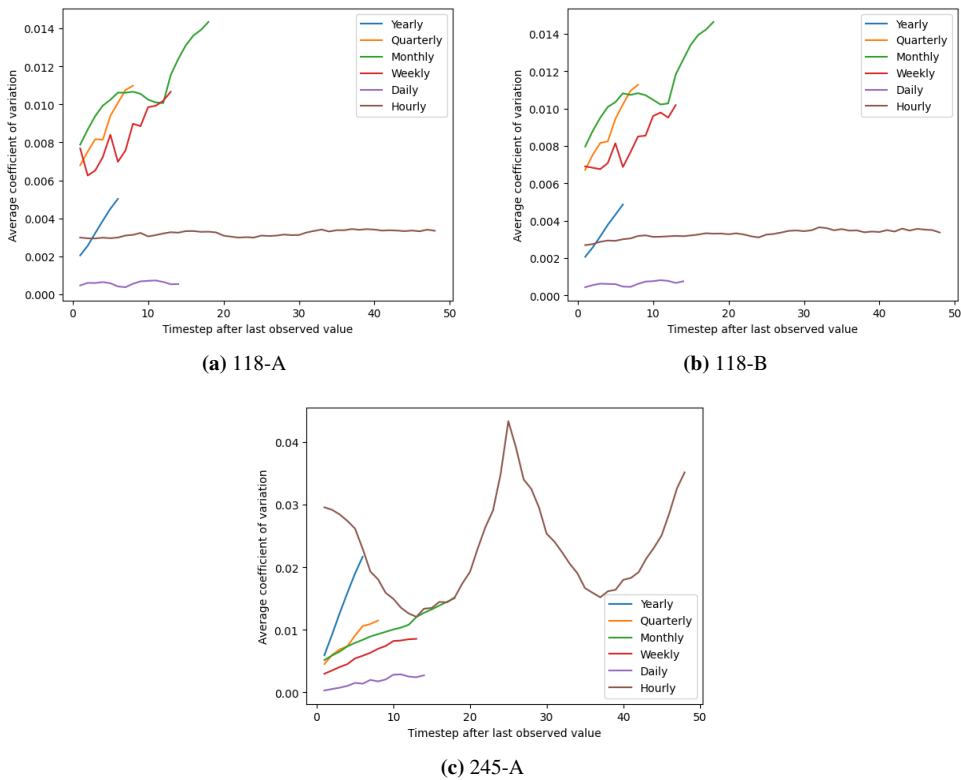 0.014
0.012
0.010
0.008
0.006
0.004
0.002
0.000
Average coefficient of variation
0 10 20 30 40 50
Timestep after last observed value
Yearly
Quarterly
Monthly
Weekly
Daily
Hourly
(a) 118-A
0.014
0.012
0.010
0.008
0.006
0.004
0.002
0.000
Average coefficient of variation
0 10 20 30 40 50
Timestep after last observed value
Yearly
Quarterly
Monthly
Weekly
Daily
Hourly
(b) 118-B
0.04
0.03
0.02
0.01
0.00
Average coefficient of variation
0 10 20 30 40 50
Timestep after last observed value
Yearly
Quarterly
Monthly
Weekly
Daily
Hourly
(c) 245-A